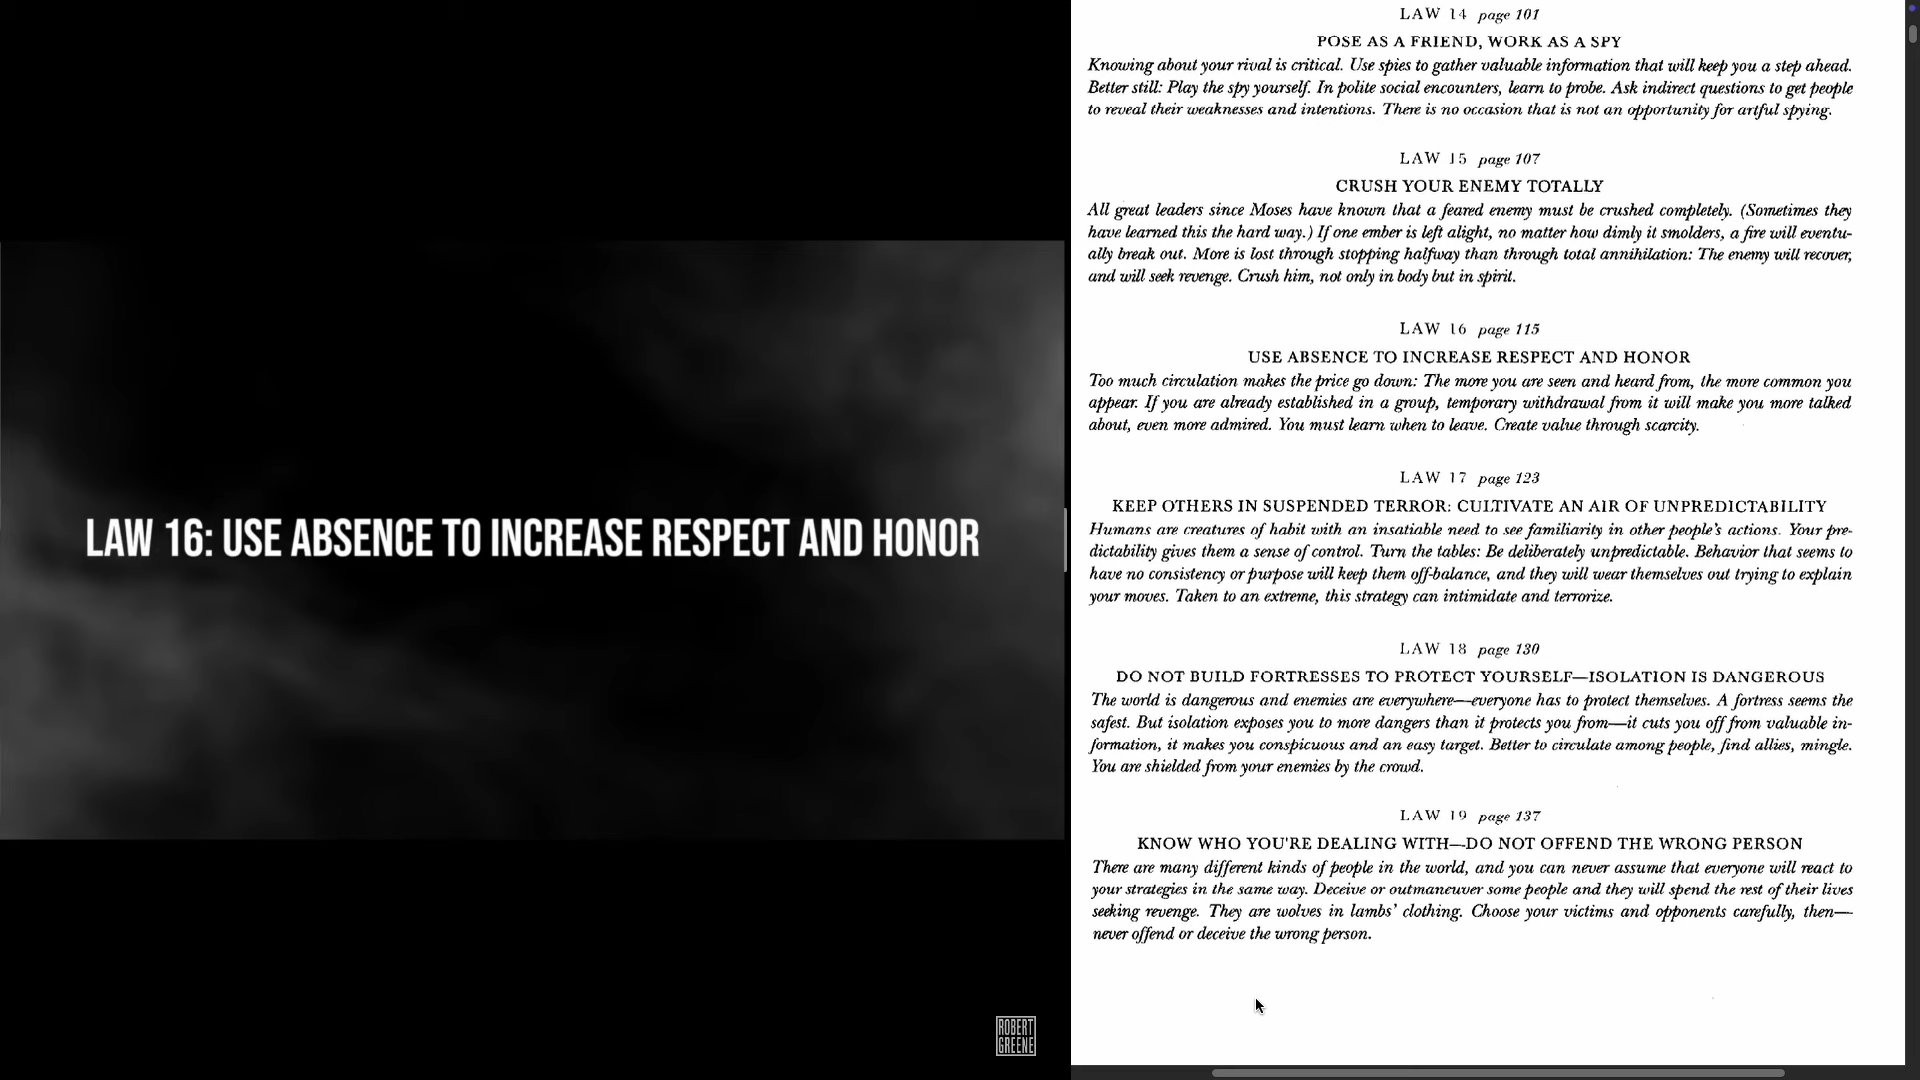 LAW 16: USE ABSENCE TO INCREASE RESPECT AND HONOR
ROBERT
GREENE
LAW 14 page 101
POSE AS A FRIEND, WORK AS A SPY
Knowing about your rival is critical. Use spies to gather valuable information that will keep you a step ahead.
Better still: Play the spy yourself. In polite social encounters, learn to probe. Ask indirect questions to get people
to reveal their weaknesses and intentions. There is no occasion that is not an opportunity for artful spying.
LAW 15 page 107
CRUSH YOUR ENEMY TOTALLY
All great leaders since Moses have known that a feared enemy must be crushed completely. (Sometimes they
have learned this the hard way.) If one ember is left alight, no matter how dimly it smolders, a fire will eventu-
ally break out. More is lost through stopping halfway than through total annihilation: The enemy will recover,
and will seek revenge. Crush him, not only in body but in spirit.
LAW 16 page 115
USE ABSENCE TO INCREASE RESPECT AND HONOR
Too much circulation makes the price go down: The more you are seen and heard from, the more common you
appear. If you are already established in a group, temporary withdrawal from it will make you more talked
about, even more admired. You must learn when to leave. Create value through scarcity.
LAW 17 page 123
KEEP OTHERS IN SUSPENDED TERROR: CULTIVATE AN AIR OF UNPREDICTABILITY
Humans are creatures of habit with an insatiable need to see familiarity in other people's actions. Your pre-
dictability gives them a sense of control. Turn the tables: Be deliberately unpredictable. Behavior that seems to
have no consistency or purpose will keep them off-balance, and they will wear themselves out trying to explain
your moves. Taken to an extreme, this strategy can intimidate and terrorize.
LAW 18 page 130
DO NOT BUILD FORTRESSES TO PROTECT YOURSELF—ISOLATION IS DANGEROUS
The world is dangerous and enemies are everywhere—everyone has to protect themselves. A fortress seems the
safest. But isolation exposes you to more dangers than it protects you from—it cuts you off from valuable in-
formation, it makes you conspicuous and an easy target. Better to circulate among people, find allies, mingle.
You are shielded from your enemies by the crowd.
LAW 19 page 137
KNOW WHO YOU'RE DEALING WITH—DO NOT OFFEND THE WRONG PERSON
There are many different kinds of people in the world, and you can never assume that everyone will react to
your strategies in the same way. Deceive or outmaneuver some people and they will spend the rest of their lives
seeking revenge. They are wolves in lambs' clothing. Choose your victims and opponents carefully, then—
never offend or deceive the wrong person.